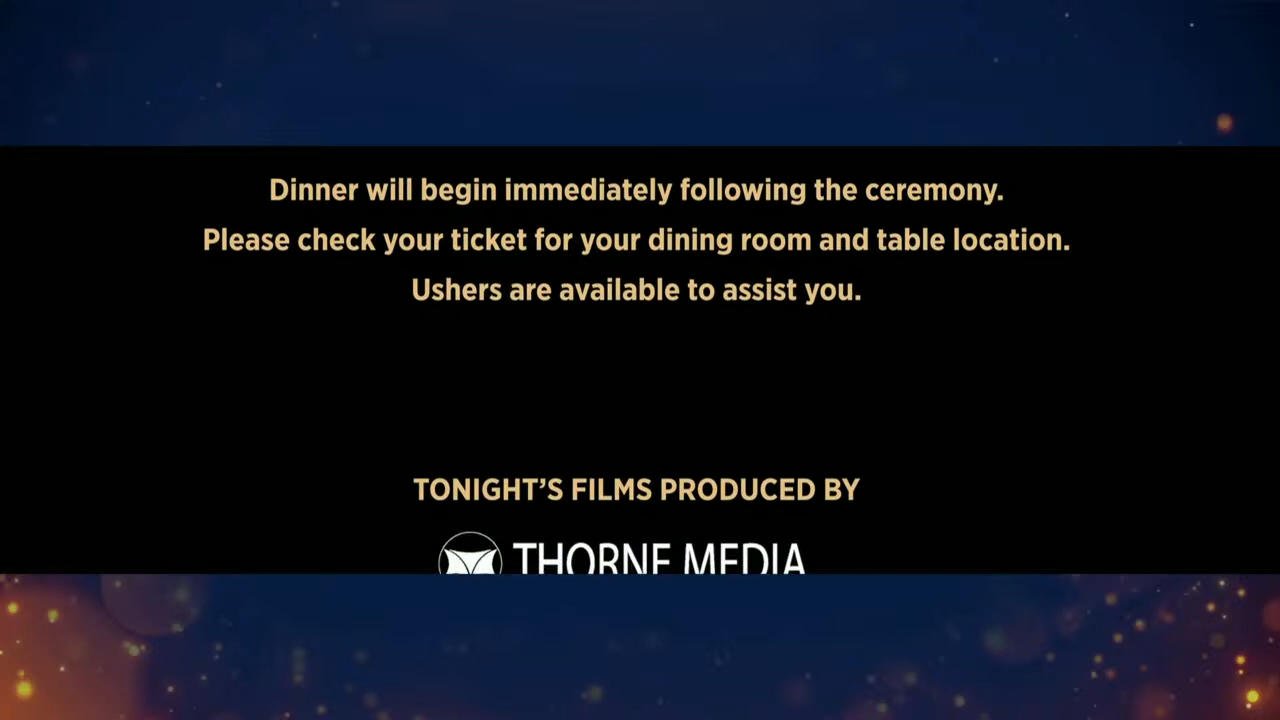 Dinner will begin immediately following the ceremony.
Please check your ticket for your dining room and table location.
Ushers are available to assist you.
TONIGHT’S FILMS PRODUCED BY
THORNE MEDIA